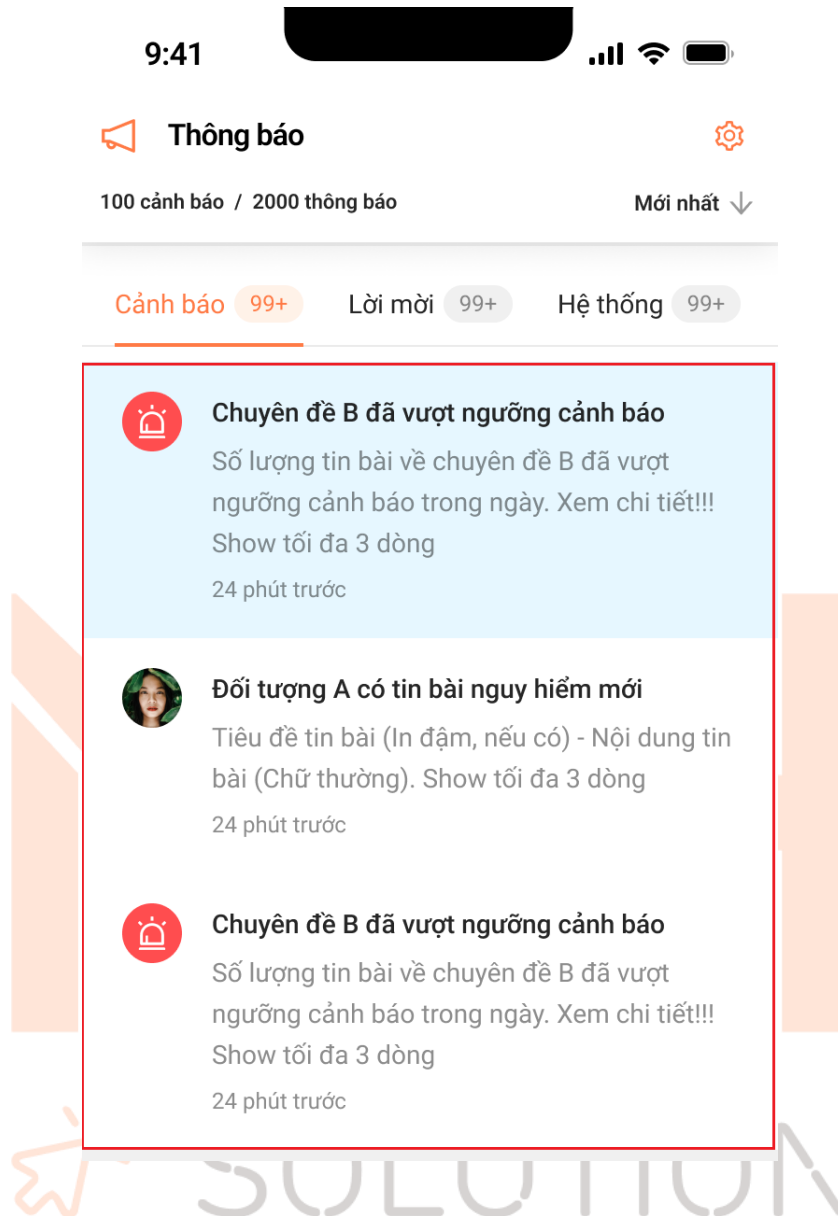 9:41
Thông báo
100 cảnh báo / 2000 thông báo
Mới nhất
Cảnh báo 99+ Lời mời 99+ Hệ thống 99+
Chuyên đề B đã vượt ngưỡng cảnh báo
Số lượng tin bài về chuyên đề B đã vượt
ngưỡng cảnh báo trong ngày. Xem chi tiết!!!
Show tối đa 3 dòng
24 phút trước
Đối tượng A có tin bài nguy hiểm mới
Tiêu đề tin bài (In đậm, nếu có) - Nội dung tin
bài (Chữ thường). Show tối đa 3 dòng
24 phút trước
Chuyên đề B đã vượt ngưỡng cảnh báo
Số lượng tin bài về chuyên đề B đã vượt
ngưỡng cảnh báo trong ngày. Xem chi tiết!!!
Show tối đa 3 dòng
24 phút trước
SOLUTION